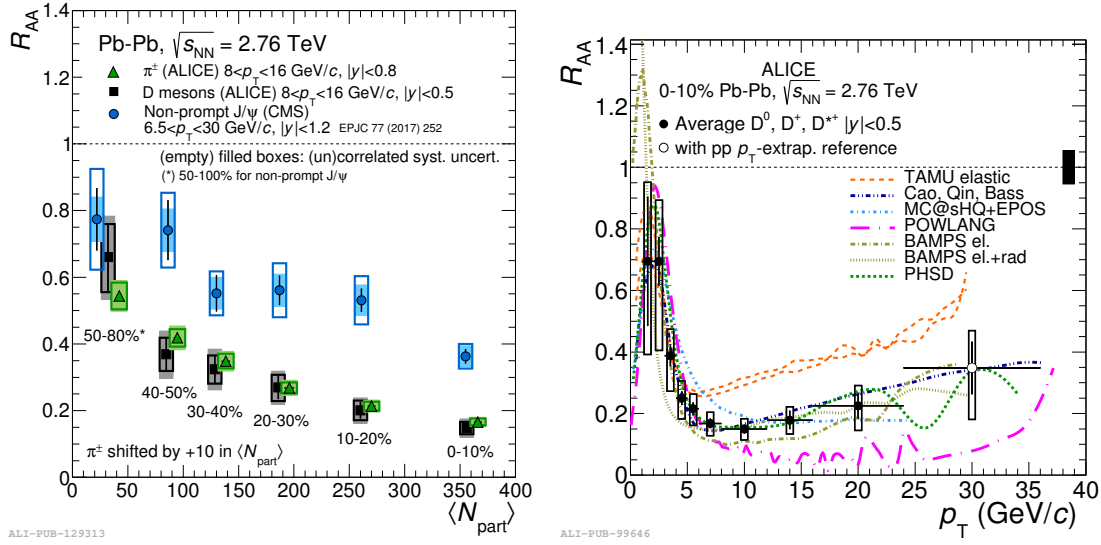 R_AA
1.4
1.2
1
0.8
0.6
0.4
0.2
0
Pb-Pb, √s_NN = 2.76 TeV
π± (ALICE) 8<p_T<16 GeV/c, |y|<0.8
D mesons (ALICE) 8<p_T<16 GeV/c, |y|<0.5
Non-prompt J/ψ (CMS)
6.5<p_T<30 GeV/c, |y|<1.2 EPJC 77 (2017) 252
(empty) filled boxes: (un)correlated syst. uncert.
(*) 50-100% for non-prompt J/ψ
50-80%*
40-50%
30-40%
20-30%
10-20%
0-10%
π± shifted by +10 in ⟨N_part⟩
0 50 100 150 200 250 300 350 400
⟨N_part⟩
ALI-PUB-129313
R_AA
1.4
1.2
1
0.8
0.6
0.4
0.2
0
ALICE
0-10% Pb-Pb, √s_NN = 2.76 TeV
Average D⁰, D⁺, D*⁺ |y|<0.5
with pp p_T-extrap. reference
TAMU elastic
Cao, Qin, Bass
MC@sHQ+EPOS
POWLANG
BAMPS el.
BAMPS el.+rad
PHSD
0 5 10 15 20 25 30 35 40
p_T (GeV/c)
ALI-PUB-99646